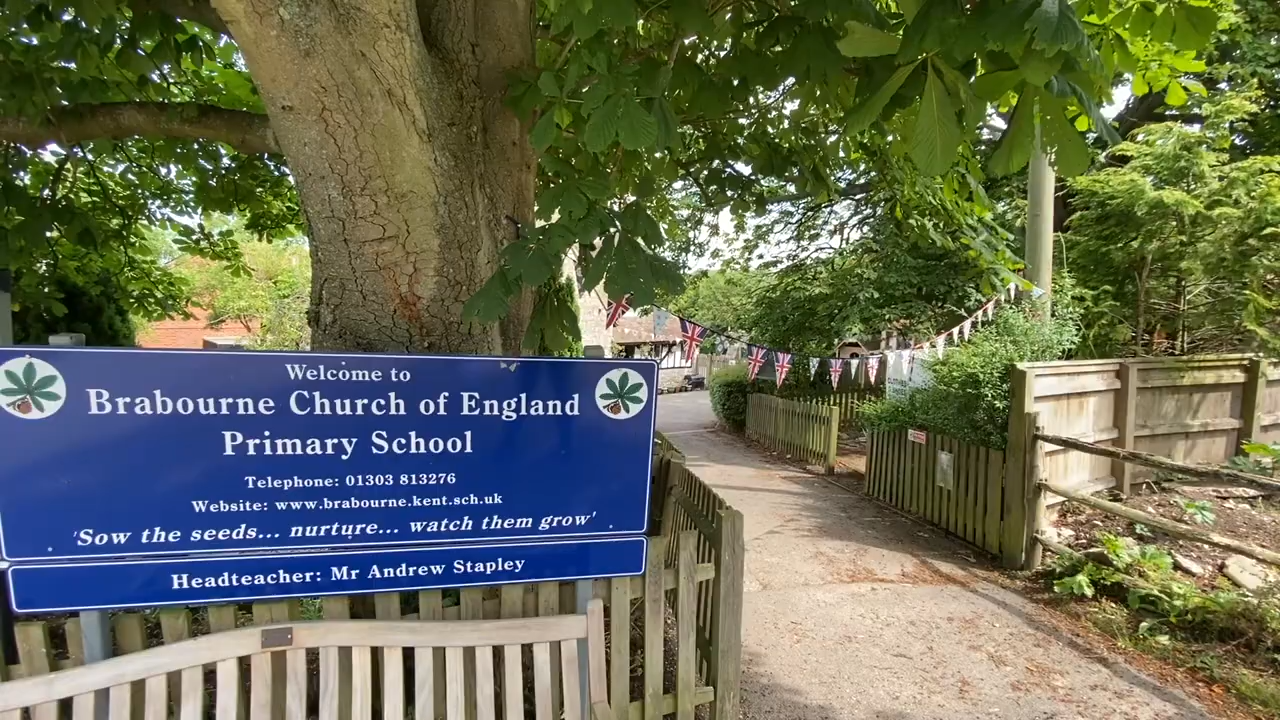 Welcome to
Brabourne Church of England
Primary School
Telephone: 01303 813276
Website: www.brabourne.kent.sch.uk
'Sow the seeds... nurture... watch them grow'
Headteacher: Mr Andrew Stapley